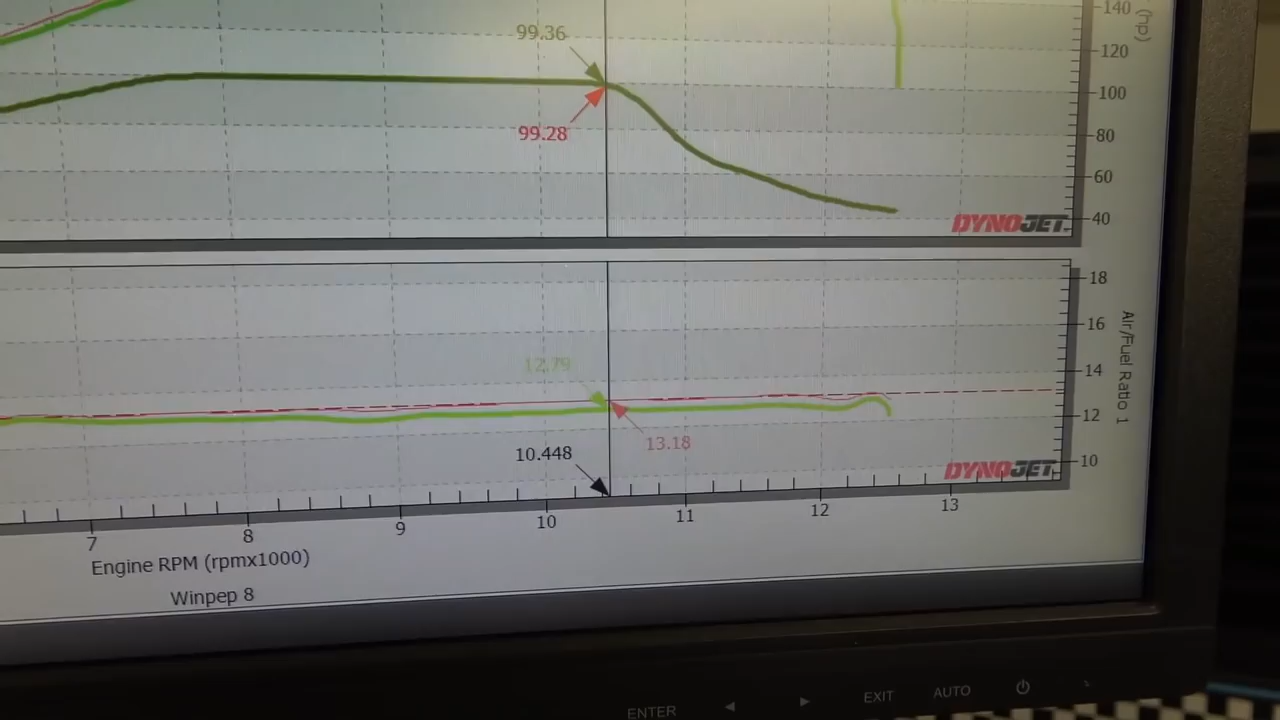 140
(hp)
120
100
80
60
40
99.36
99.28
DYNOJET
18
16
14
12
10
Air/Fuel Ratio 1
12.79
13.18
10.448
DYNOJET
7 8 9 10 11 12 13
Engine RPM (rpmx1000)
Winpep 8
ENTER EXIT AUTO